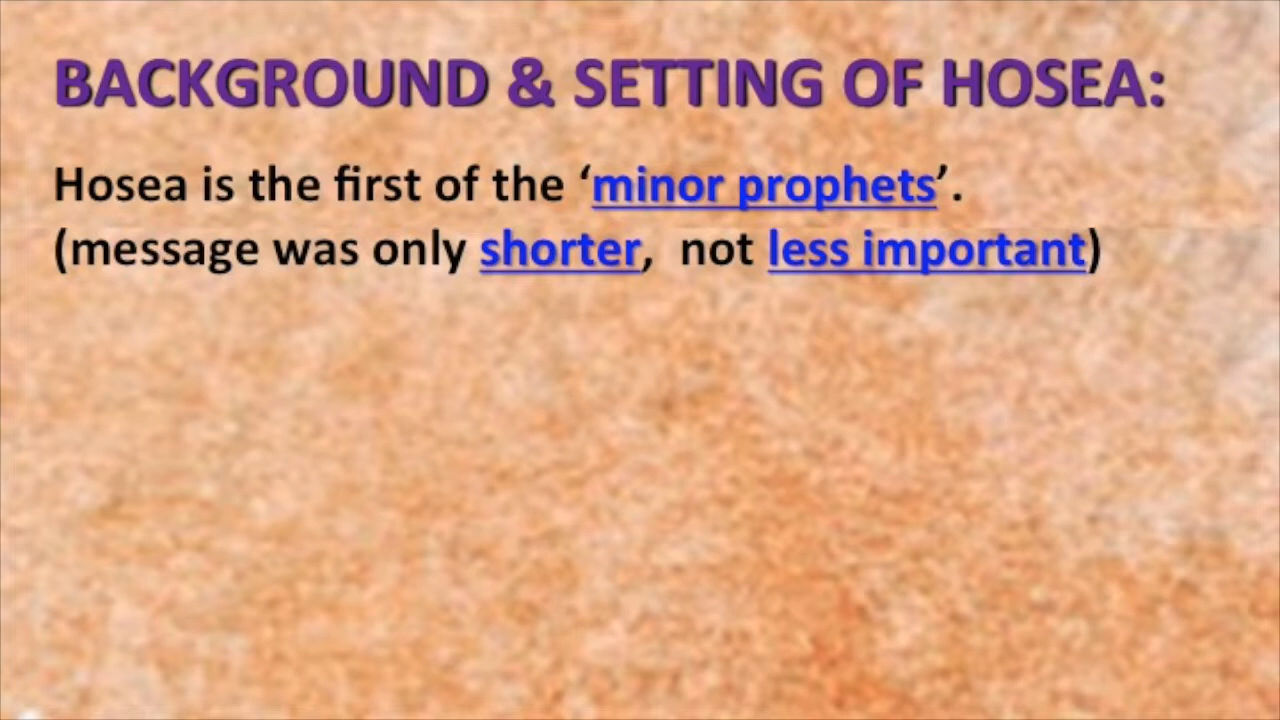 BACKGROUND & SETTING OF HOSEA:
Hosea is the first of the ‘minor prophets’.
(message was only shorter,  not less important)